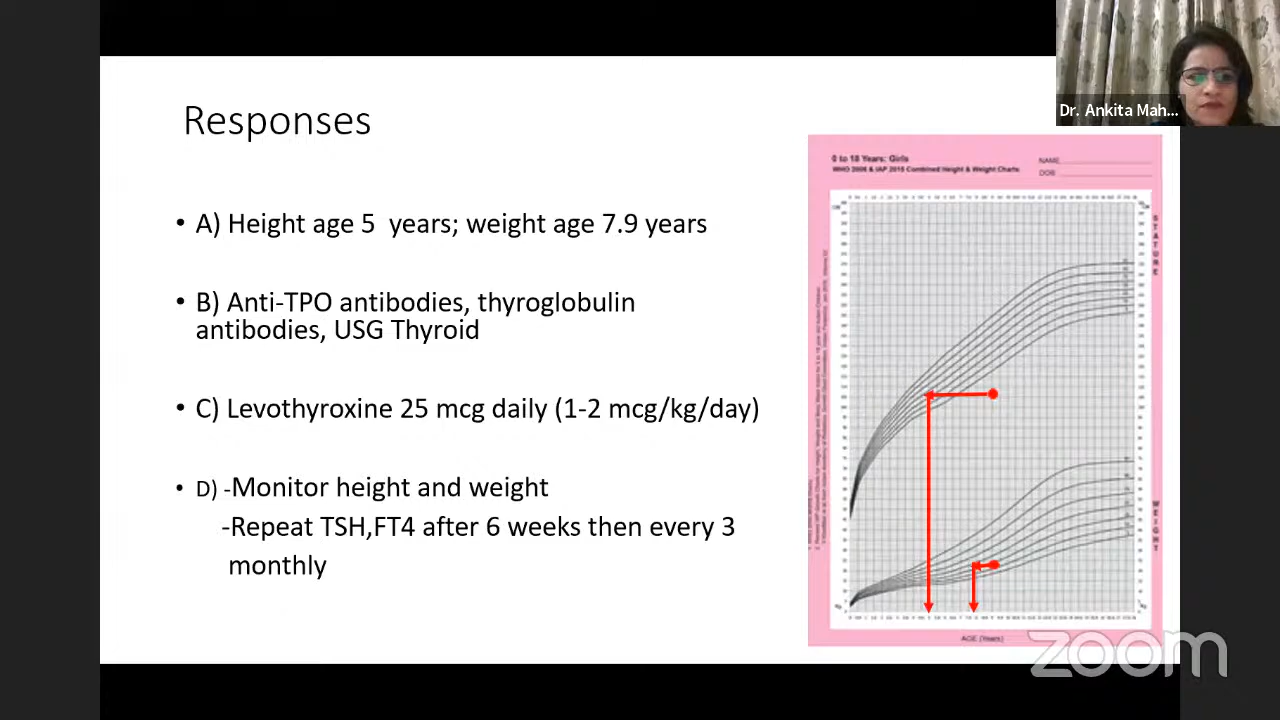 Dr. Ankita Mah...
Responses
• A) Height age 5 years; weight age 7.9 years
• B) Anti-TPO antibodies, thyroglobulin
antibodies, USG Thyroid
• C) Levothyroxine 25 mcg daily (1-2 mcg/kg/day)
• D) -Monitor height and weight
-Repeat TSH,FT4 after 6 weeks then every 3
monthly
0 to 18 Years: Girls
WHO 2006 & IAP 2015 Combined Height & Weight Charts
NAME
DOB
STATURE
WEIGHT
AGE (Years)
zoom